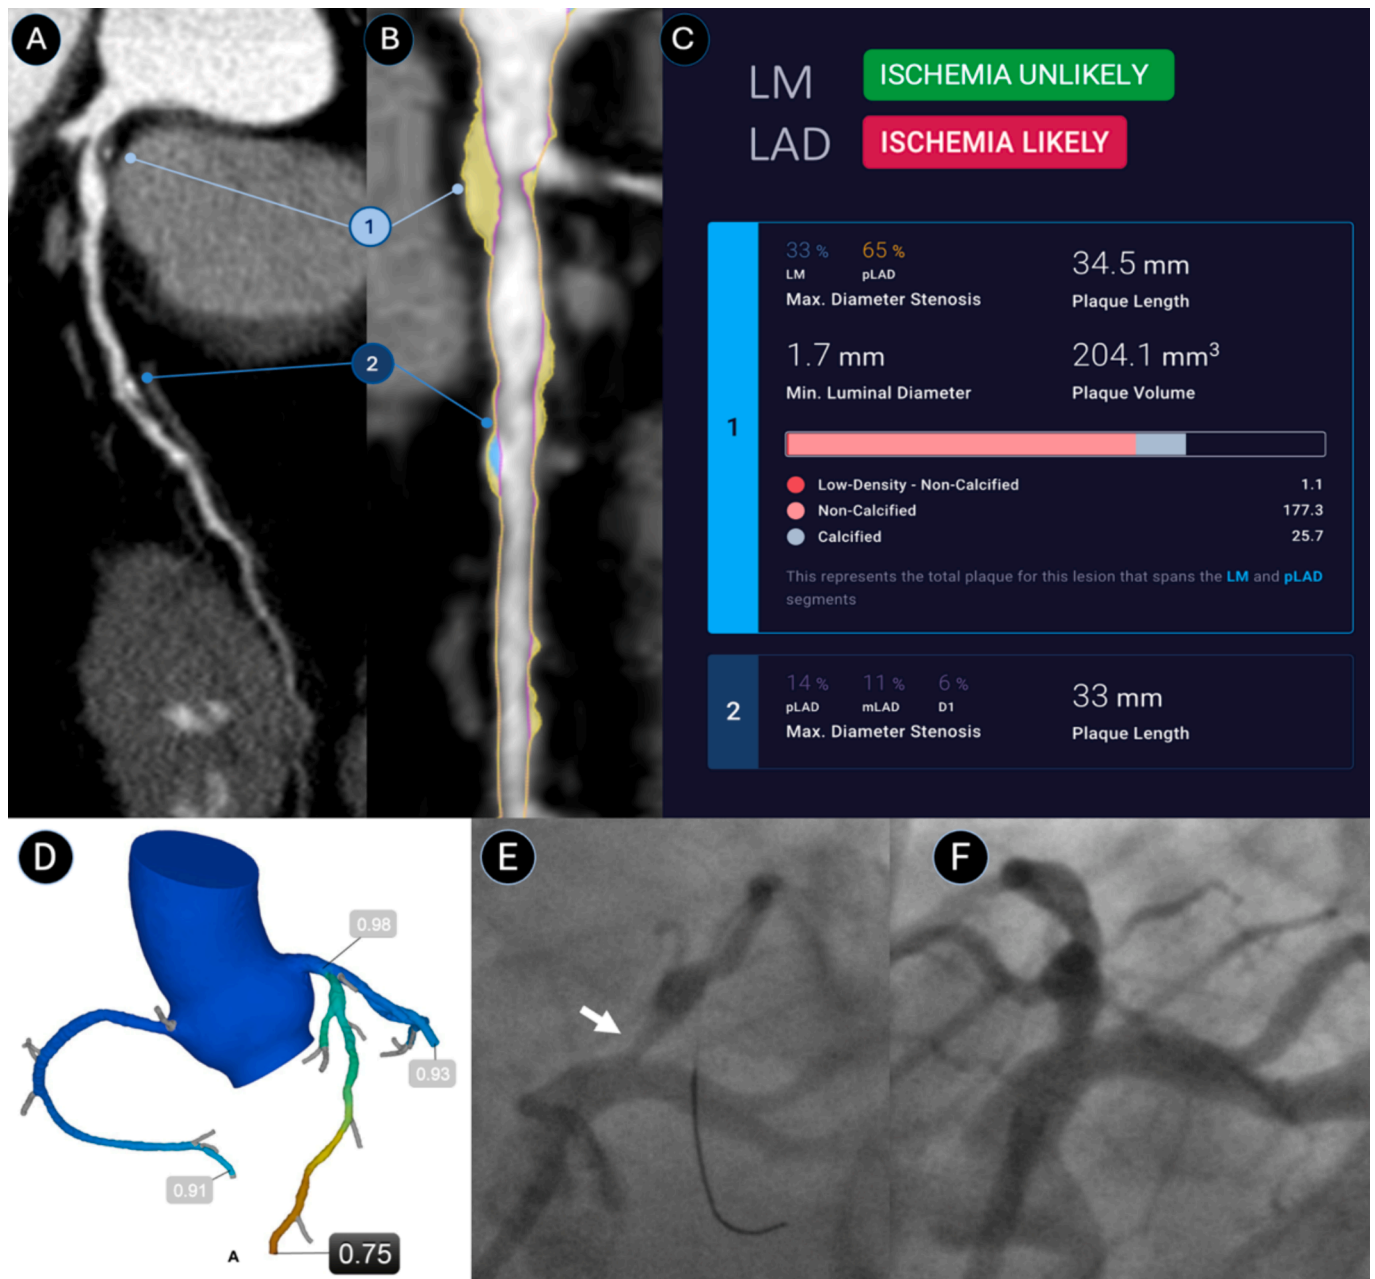 A
B
C
1
2
LM ISCHEMIA UNLIKELY
LAD ISCHEMIA LIKELY
1
33 % 65 %
LM pLAD
Max. Diameter Stenosis
34.5 mm
Plaque Length
1.7 mm
Min. Luminal Diameter
204.1 mm³
Plaque Volume
Low-Density - Non-Calcified 1.1
Non-Calcified 177.3
Calcified 25.7
This represents the total plaque for this lesion that spans the LM and pLAD
segments
2
14 % 11 % 6 %
pLAD mLAD D1
Max. Diameter Stenosis
33 mm
Plaque Length
D
0.98
0.93
0.91
A
0.75
E
F